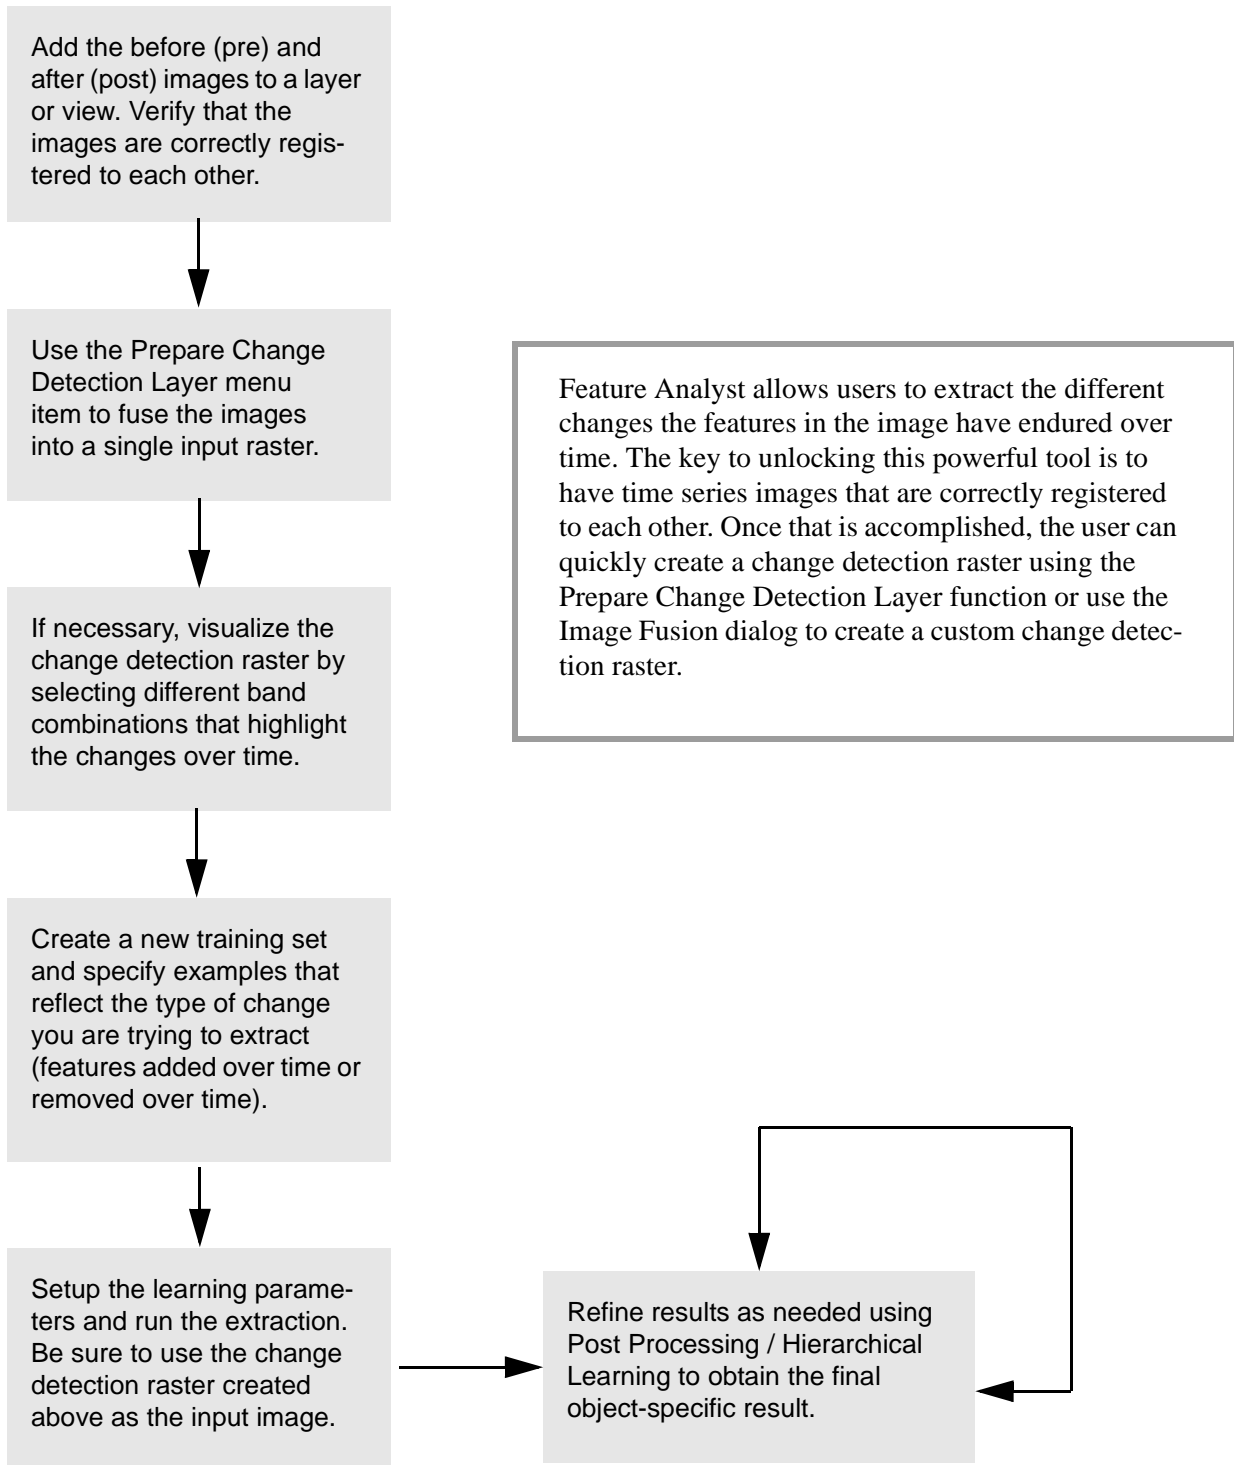 Add the before (pre) and
after (post) images to a layer
or view. Verify that the
images are correctly regis-
tered to each other.
Use the Prepare Change
Detection Layer menu
item to fuse the images
into a single input raster.
Feature Analyst allows users to extract the different
changes the features in the image have endured over
time. The key to unlocking this powerful tool is to
have time series images that are correctly registered
to each other. Once that is accomplished, the user can
quickly create a change detection raster using the
Prepare Change Detection Layer function or use the
Image Fusion dialog to create a custom change detec-
tion raster.
If necessary, visualize the
change detection raster by
selecting different band
combinations that highlight
the changes over time.
Create a new training set
and specify examples that
reflect the type of change
you are trying to extract
(features added over time or
removed over time).
Setup the learning parame-
ters and run the extraction.
Be sure to use the change
detection raster created
above as the input image.
Refine results as needed using
Post Processing / Hierarchical
Learning to obtain the final
object-specific result.